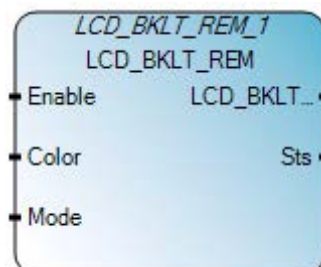 LCD_BKLT_REM_1
LCD_BKLT_REM
Enable LCD_BKLT...
Color Sts
Mode